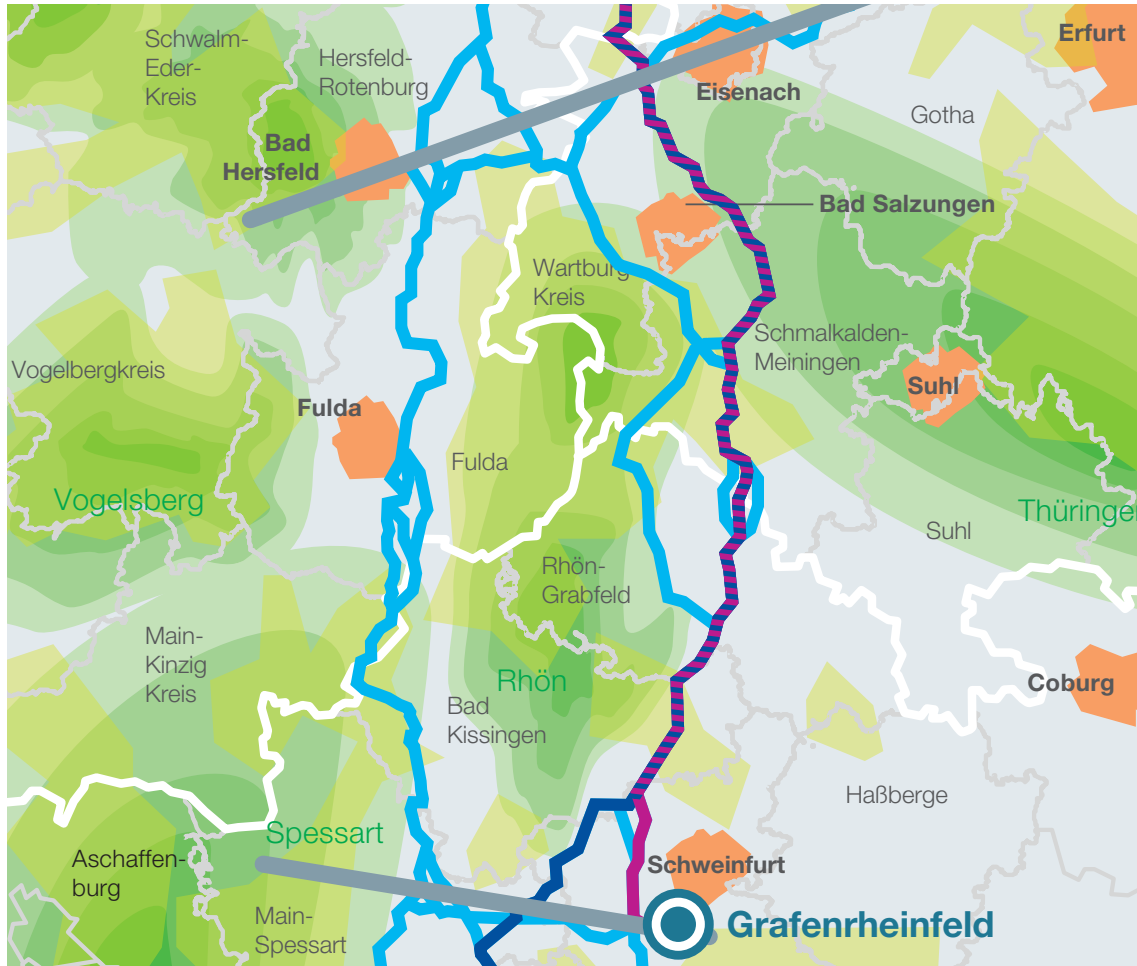 Schwalm-
Eder-
Kreis
Hersfeld-
Rotenburg
Erfurt
Eisenach
Gotha
Bad
Hersfeld
Bad Salzungen
Wartburg
Kreis
Schmalkalden-
Meiningen
Vogelbergkreis
Suhl
Fulda
Fulda
Vogelsberg
Thüringer
Suhl
Rhön-
Grabfeld
Main-
Kinzig
Kreis
Rhön
Coburg
Bad
Kissingen
Haßberge
Spessart
Aschaffen-
burg
Schweinfurt
Main-
Spessart
Grafenrheinfeld